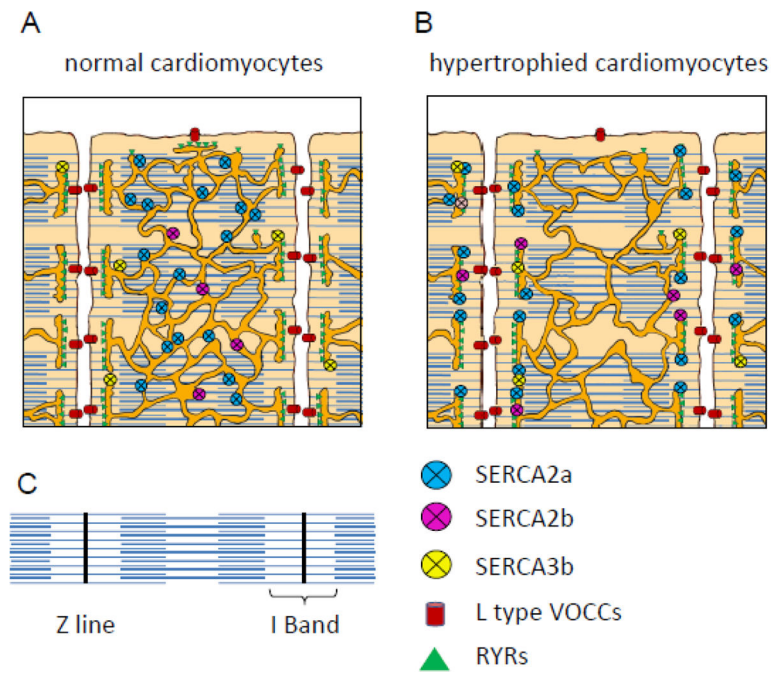 A
normal cardiomyocytes
B
hypertrophied cardiomyocytes
C
Z line
I Band
SERCA2a
SERCA2b
SERCA3b
L type VOCCs
RYRs